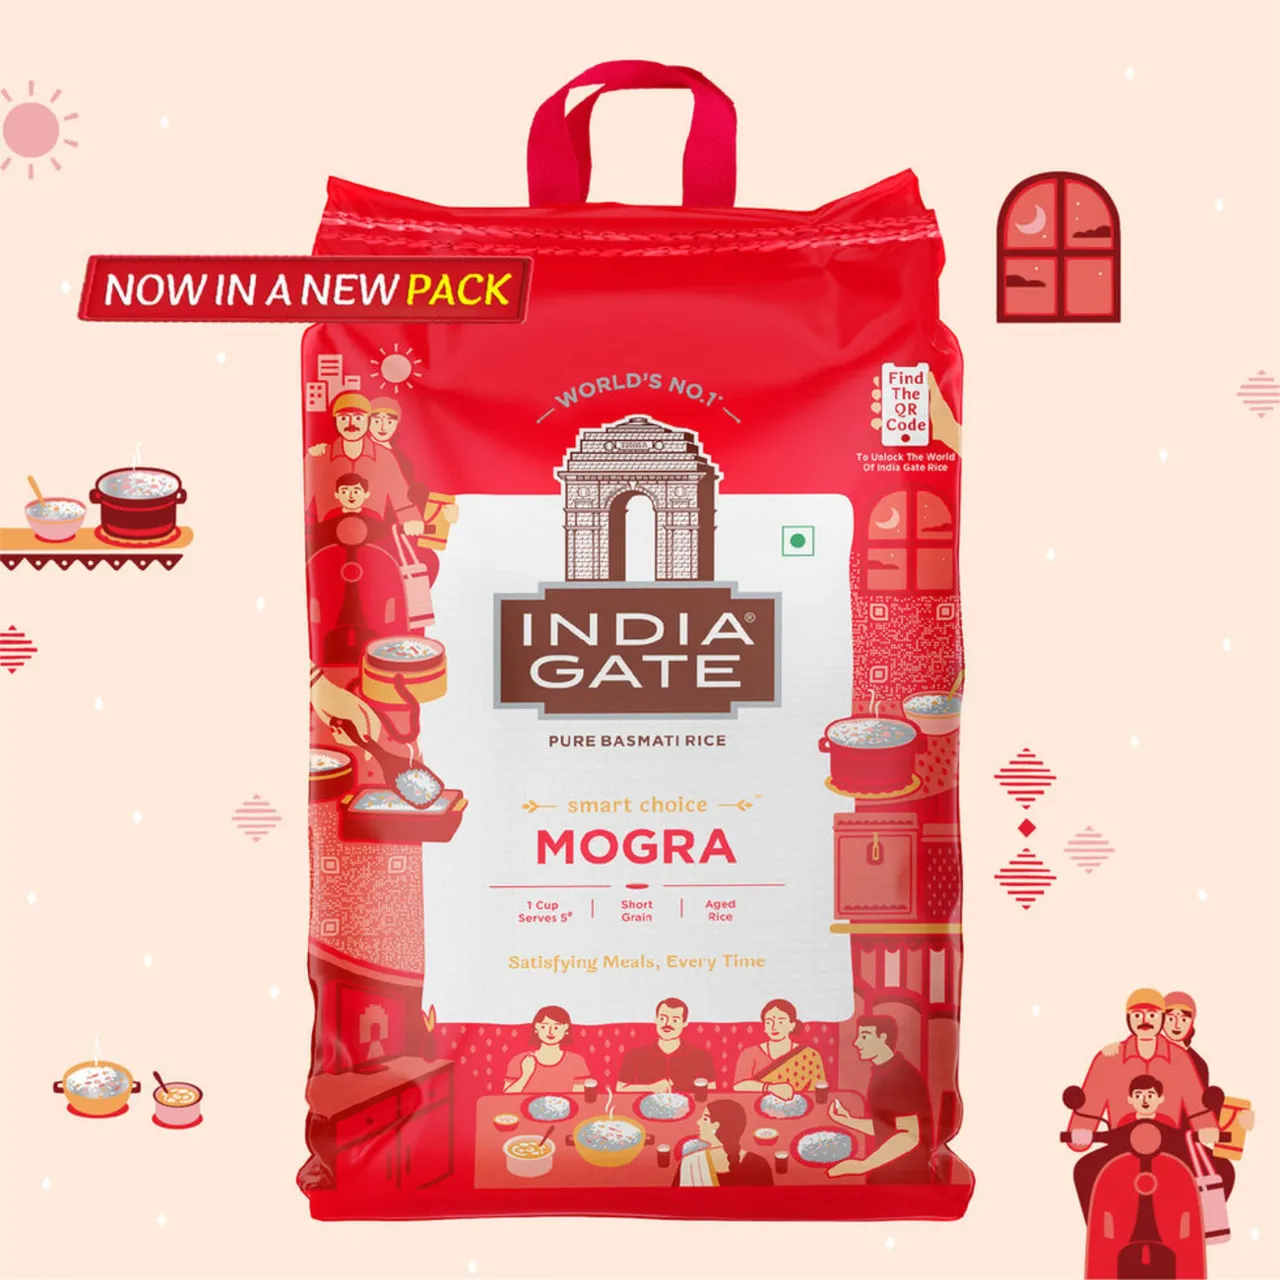 NOW IN A NEW PACK
WORLD'S NO.1*
Find
The
QR
Code
To Unlock The World
Of India Gate Rice
INDIA
INDIA®
GATE
PURE BASMATI RICE
smart choice™
MOGRA
1 Cup
Serves 5#
Short
Grain
Aged
Rice
Satisfying Meals, Every Time